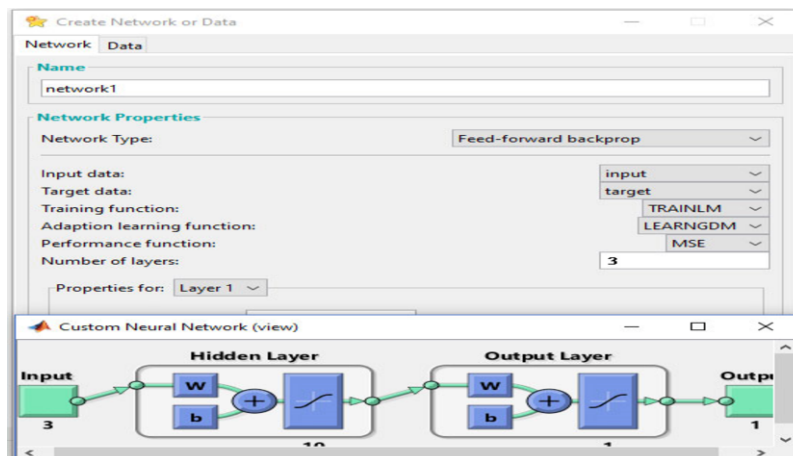 Create Network or Data
Network Data
Name
network1
Network Properties
Network Type: Feed-forward backprop
Input data: input
Target data: target
Training function: TRAINLM
Adaption learning function: LEARNGDM
Performance function: MSE
Number of layers: 3
Properties for: Layer 1
Custom Neural Network (view)
Hidden Layer Output Layer
Input Outpu
W W
b b
3 10 1 1